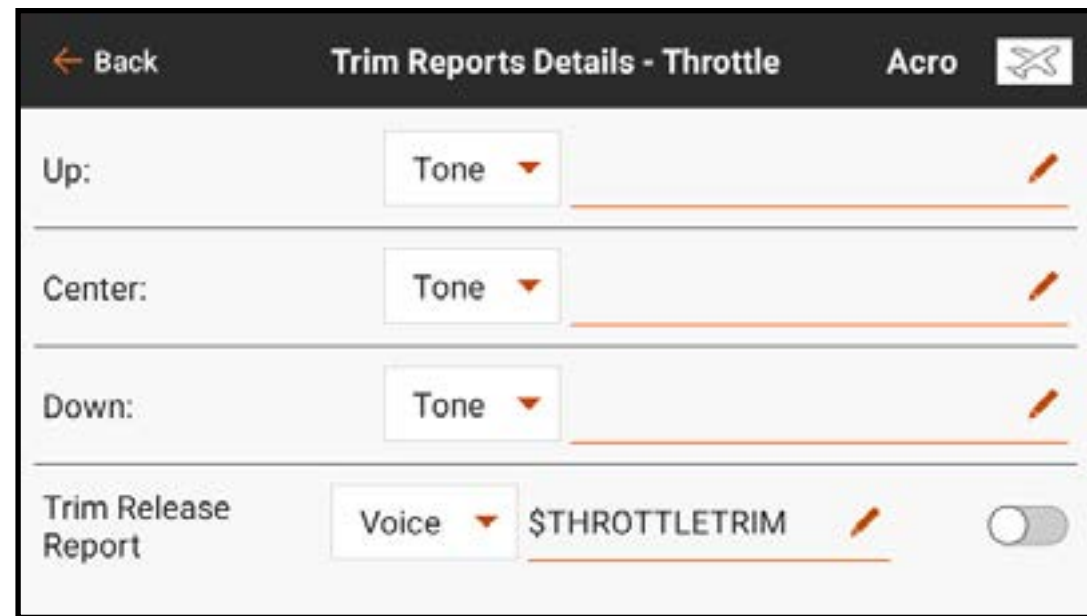 Back Trim Reports Details - Throttle Acro
Up: Tone
Center: Tone
Down: Tone
Trim Release
Report Voice $THROTTLETRIM